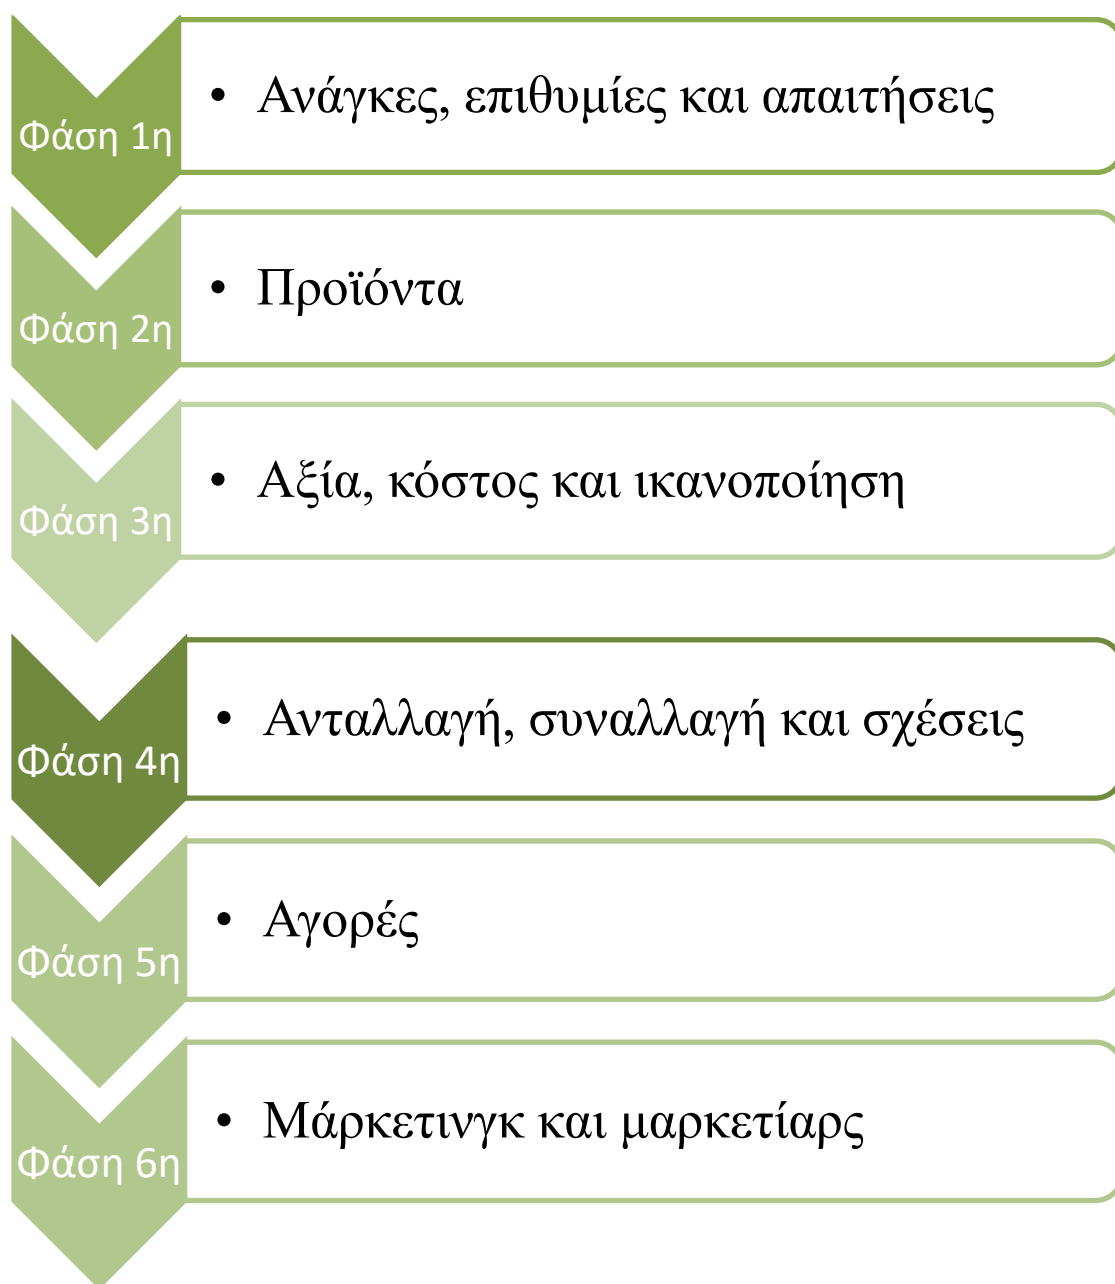 Φάση 1η
• Ανάγκες, επιθυμίες και απαιτήσεις
Φάση 2η
• Προϊόντα
Φάση 3η
• Αξία, κόστος και ικανοποίηση
Φάση 4η
• Ανταλλαγή, συναλλαγή και σχέσεις
Φάση 5η
• Αγορές
Φάση 6η
• Μάρκετινγκ και μαρκετίαρς